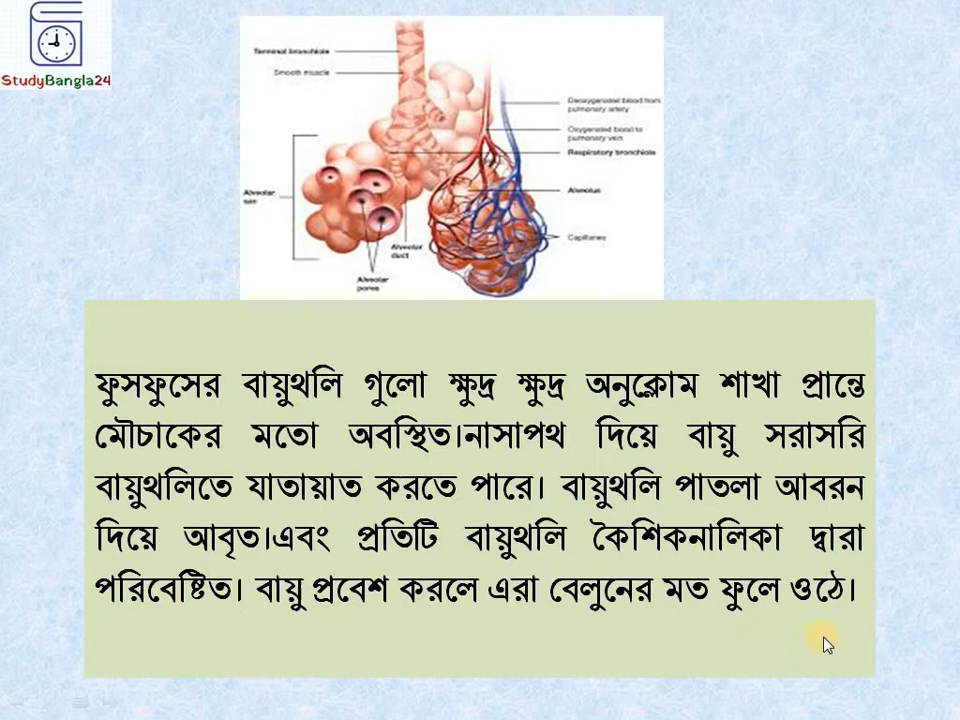 StudyBangla24
Terminal bronchiole
Smooth muscle
Deoxygenated blood from
pulmonary artery
Oxygenated blood to
pulmonary vein
Respiratory bronchiole
Alveolar
sac
Alveolus
Capillaries
Alveolar
duct
Alveolar
pores
ফুসফুসের বায়ুথলি গুলো ক্ষুদ্র ক্ষুদ্র অনুক্লোম শাখা প্রান্তে
মৌচাকের মতো অবস্থিত।নাসাপথ দিয়ে বায়ু সরাসরি
বায়ুথলিতে যাতায়াত করতে পারে। বায়ুথলি পাতলা আবরন
দিয়ে আবৃত।এবং প্রতিটি বায়ুথলি কৈশিকনালিকা দ্বারা
পরিবেষ্টিত। বায়ু প্রবেশ করলে এরা বেলুনের মত ফুলে ওঠে।